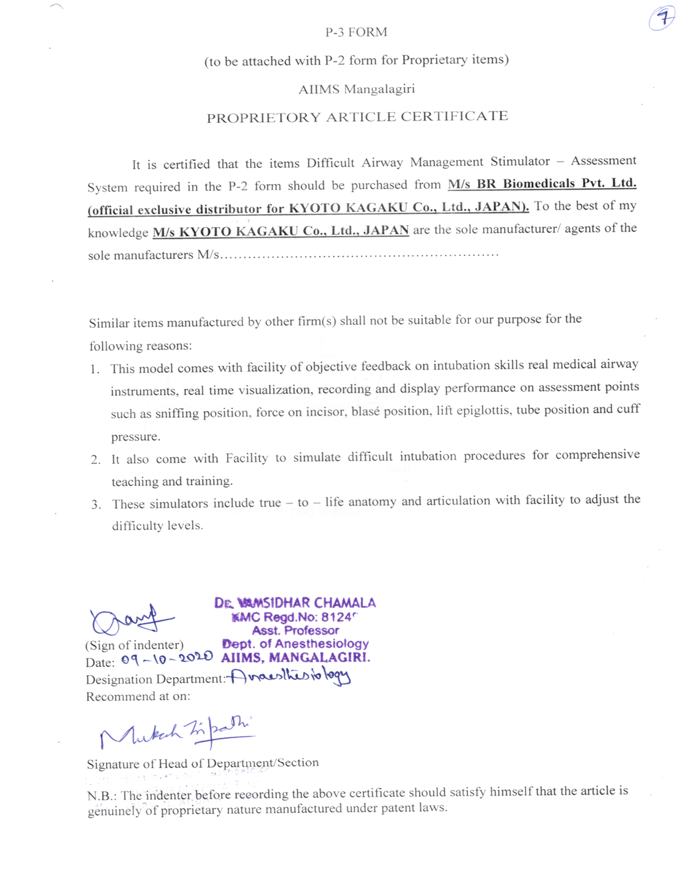 7
P-3 FORM
(to be attached with P-2 form for Proprietary items)
AIIMS Mangalagiri
PROPRIETORY ARTICLE CERTIFICATE
It is certified that the items Difficult Airway Management Stimulator – Assessment
System required in the P-2 form should be purchased from M/s BR Biomedicals Pvt. Ltd.
(official exclusive distributor for KYOTO KAGAKU Co., Ltd., JAPAN). To the best of my
knowledge M/s KYOTO KAGAKU Co., Ltd., JAPAN are the sole manufacturer/ agents of the
sole manufacturers M/s............................................................
Similar items manufactured by other firm(s) shall not be suitable for our purpose for the
following reasons:
1. This model comes with facility of objective feedback on intubation skills real medical airway
instruments, real time visualization, recording and display performance on assessment points
such as sniffing position, force on incisor, blasé position, lift epiglottis, tube position and cuff
pressure.
2. It also come with Facility to simulate difficult intubation procedures for comprehensive
teaching and training.
3. These simulators include true – to – life anatomy and articulation with facility to adjust the
difficulty levels.
DR. VAMSIDHAR CHAMALA
KMC Regd.No: 8124
Asst. Professor
(Sign of indenter) Dept. of Anesthesiology
Date: 09-10-2020 AIIMS, MANGALAGIRI.
Designation Department:- Anaesthesiology
Recommend at on:
Mukesh Tripathi
Signature of Head of Department/Section
N.B.: The indenter before recording the above certificate should satisfy himself that the article is
genuinely of proprietary nature manufactured under patent laws.